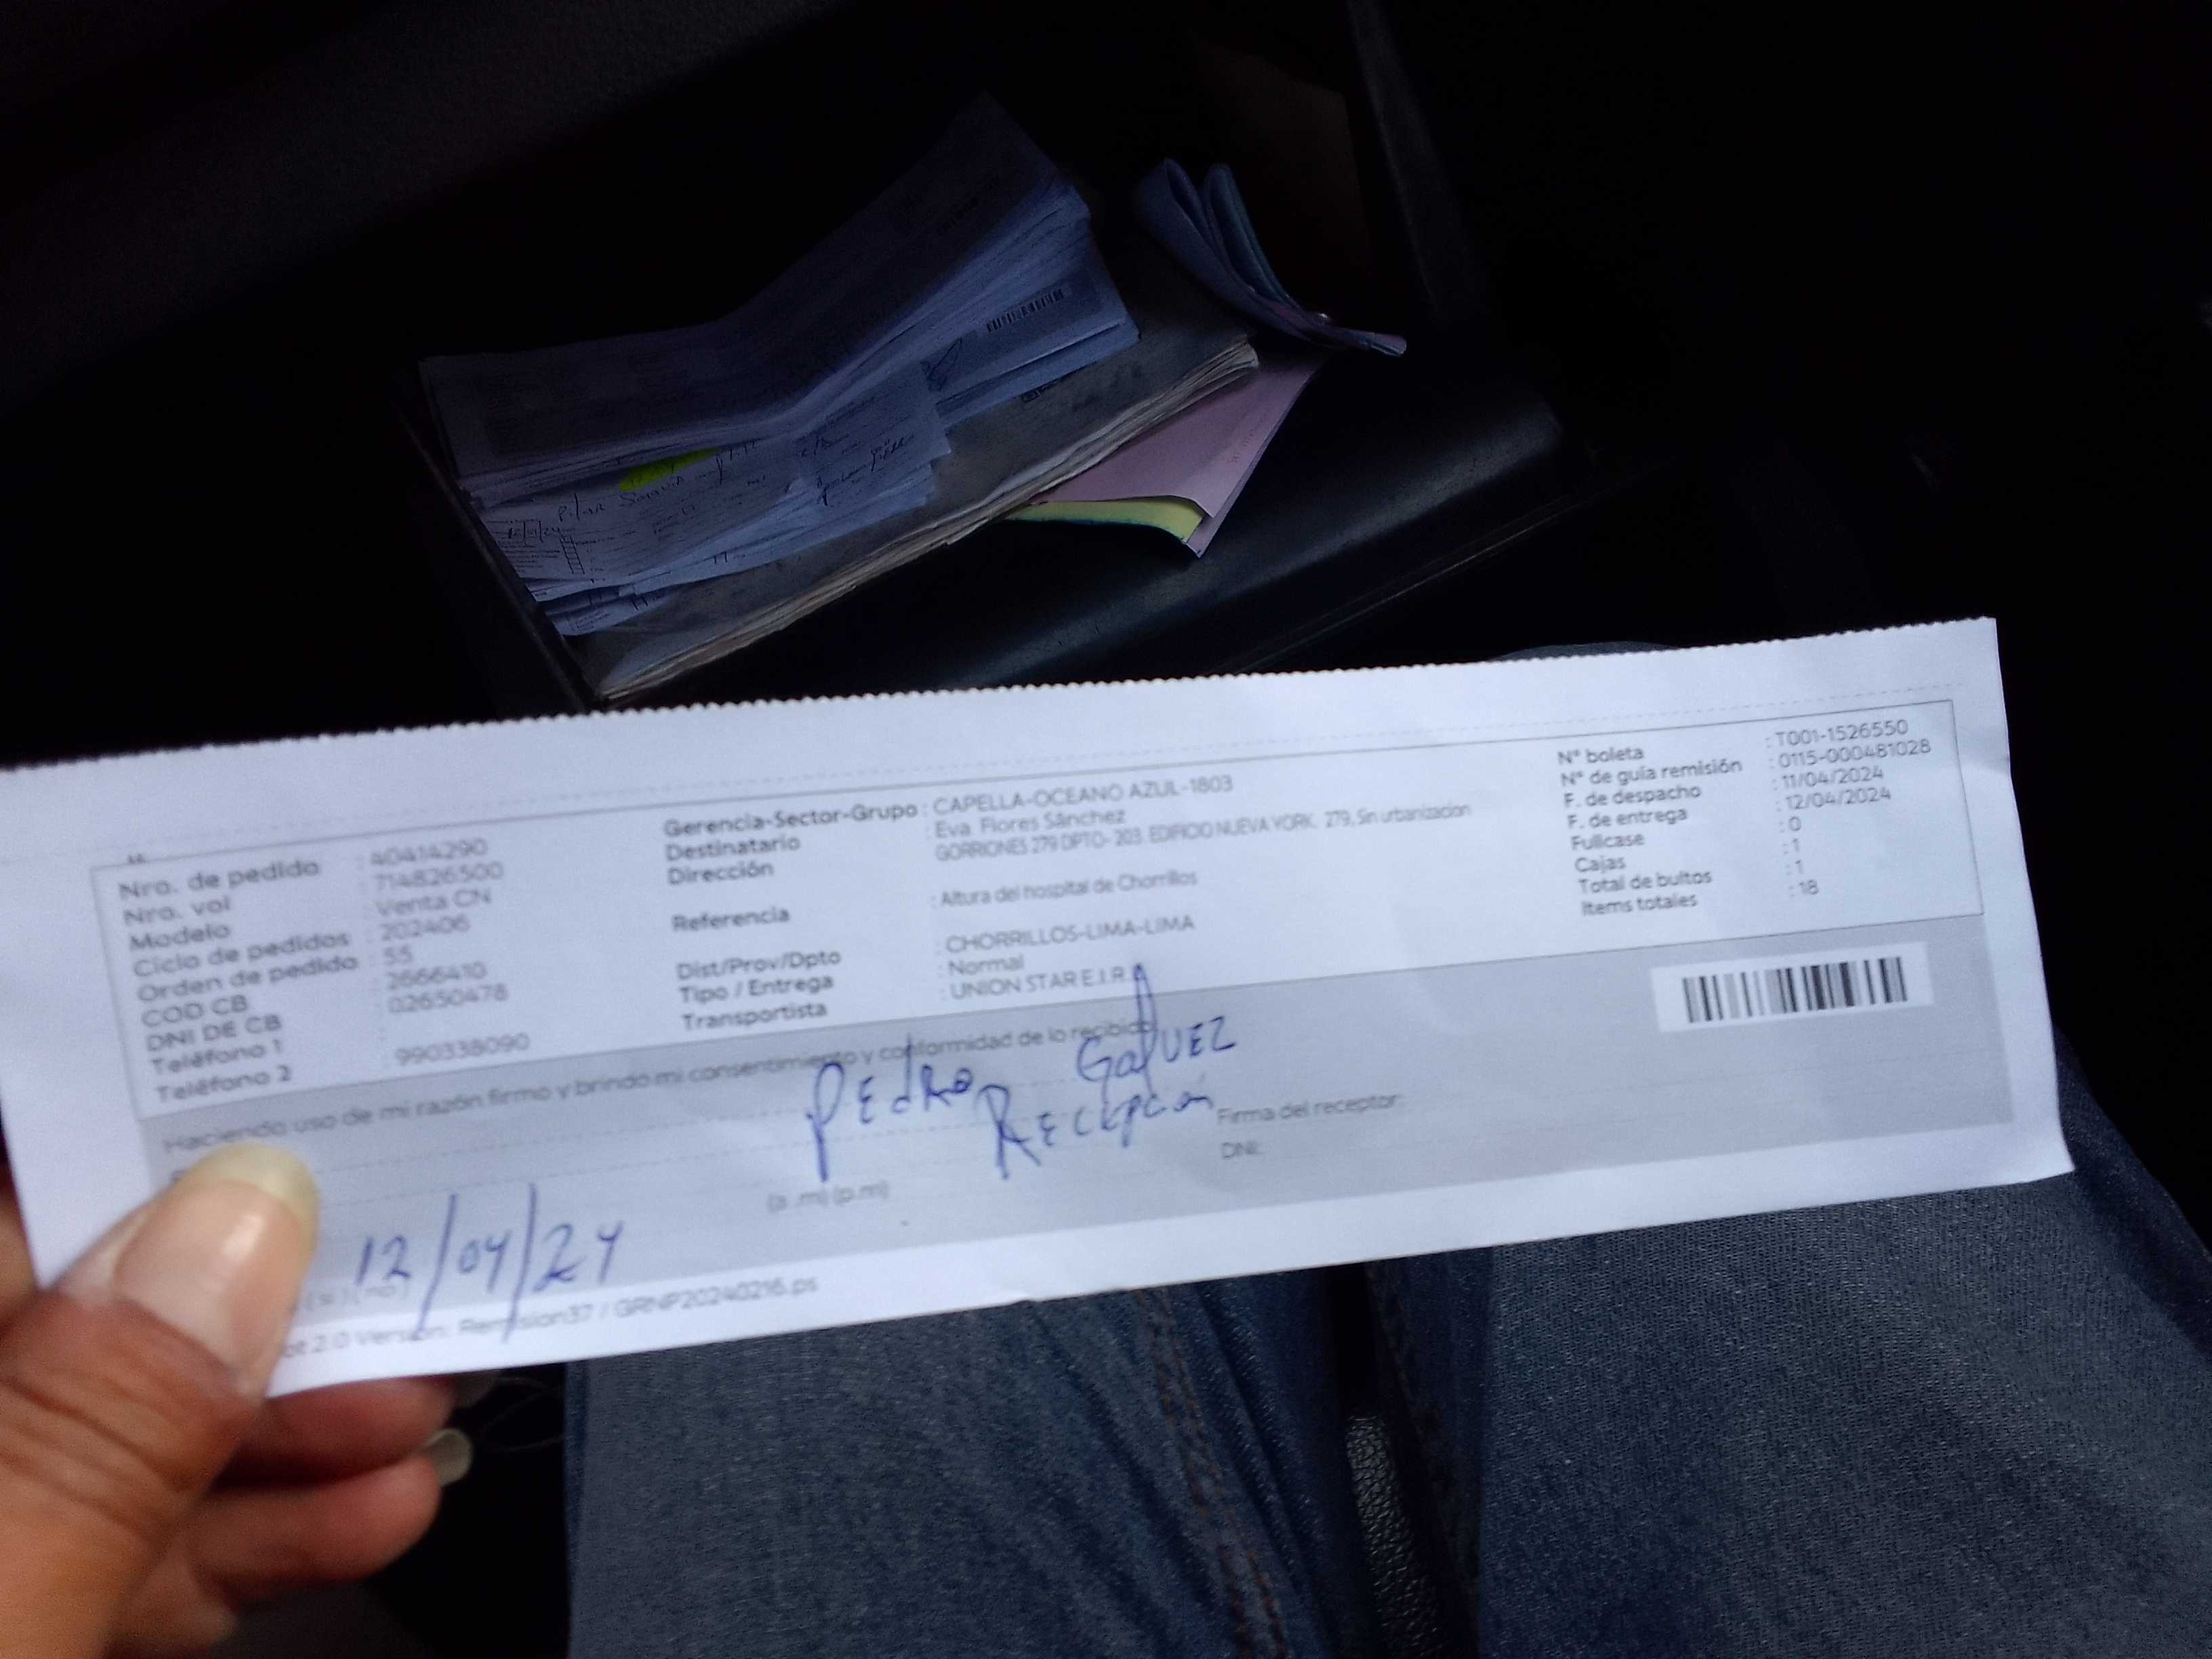 Pilar
Nro. de pedido : 40414290
Nro. vol : 714826500
Modelo : Venta CN
Ciclo de pedidos : 202406
Orden de pedido : 55
COD CB : 2666410
DNI DE CB : 02650478
Teléfono 1 :
Teléfono 2 : 990338090
Gerencia-Sector-Grupo : CAPELLA-OCEANO AZUL-1803
Destinatario : Eva Flores Sánchez
Dirección : GORRIONES 279 DPTO- 203 EDIFICIO NUEVA YORK, 279, Sin urbanizacion
Referencia : Altura del hospital de Chorrillos
Dist/Prov/Dpto : CHORRILLOS-LIMA-LIMA
Tipo / Entrega : Normal
Transportista : UNION STAR E.I.R.
N° boleta : T001-1526550
N° de guía remisión : 0115-000481028
F. de despacho : 11/04/2024
F. de entrega : 12/04/2024
Fullcase : 0
Cajas : 1
Total de bultos : 1
Items totales : 18
Haciendo uso de mi razón firmo y brindo mi consentimiento y conformidad de lo recibido
Pedro Galvez
Recepción
Firma del receptor:
DNI:
(a .m) (p.m)
12/04/24
(si) (no)
2.0 Version: Remision37 / GRNP20240216.ps